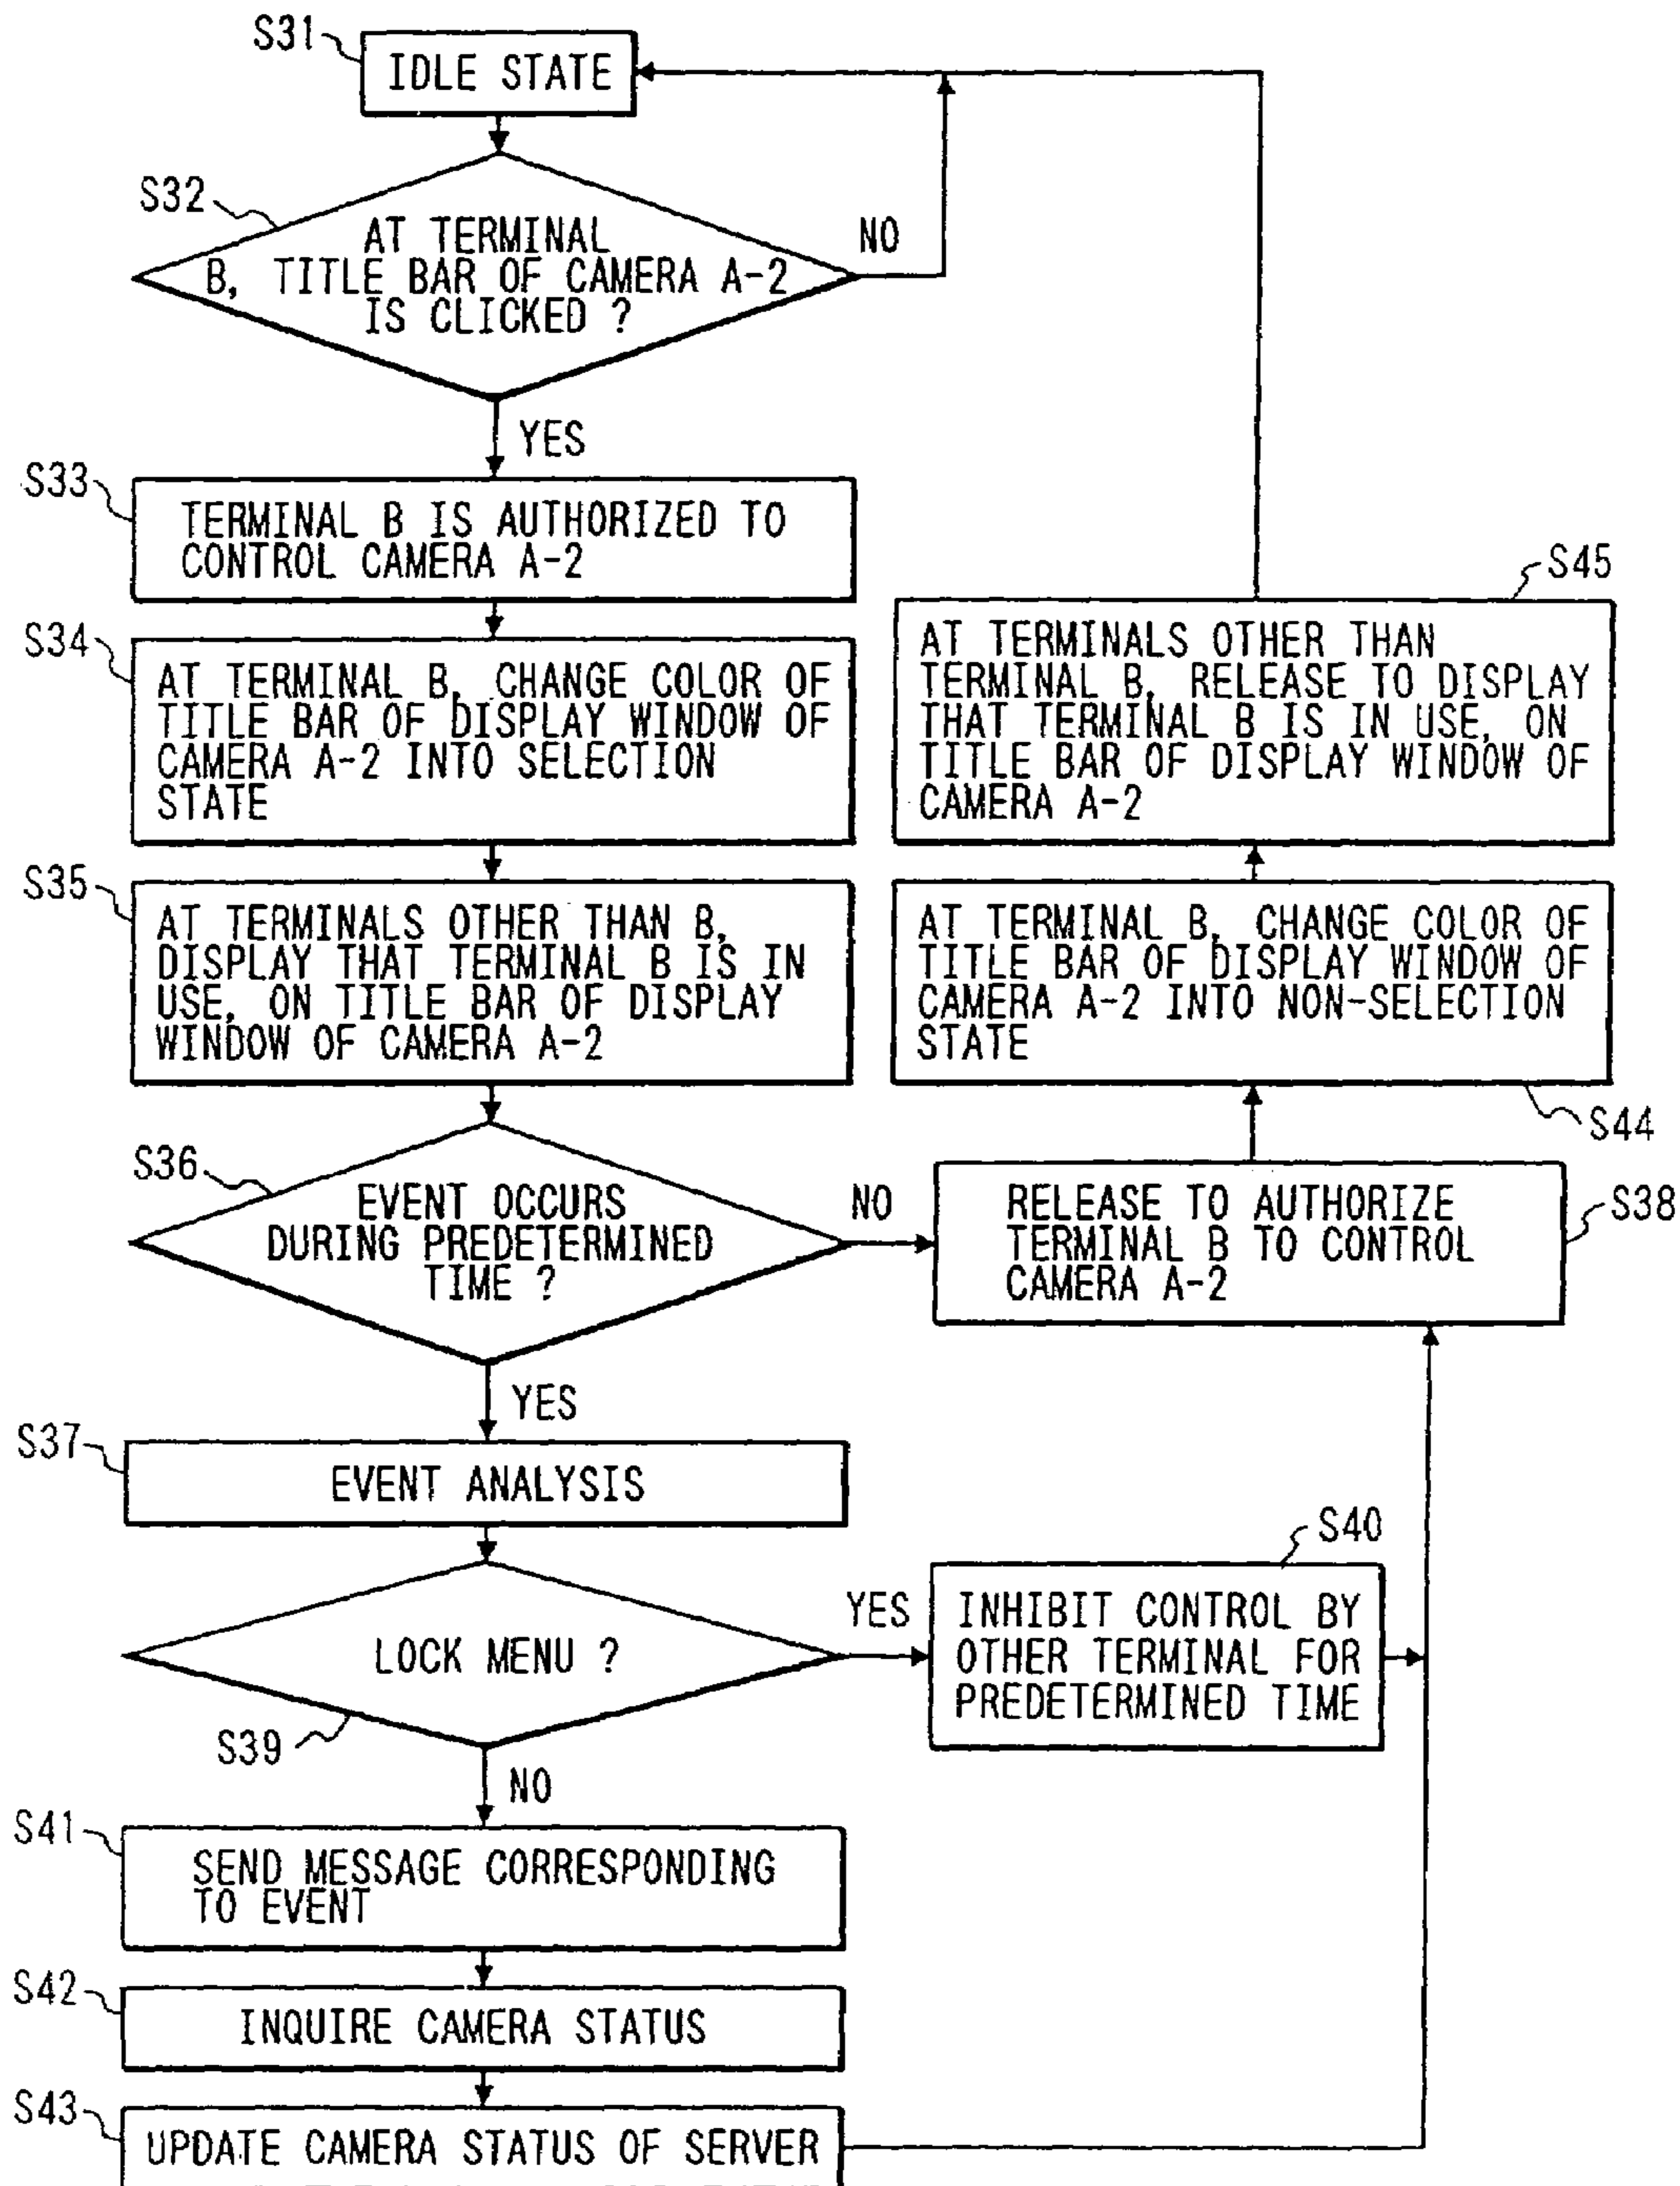 S31
IDLE STATE
S32
AT TERMINAL
B, TITLE BAR OF CAMERA A-2
IS CLICKED ?
NO
YES
S33
TERMINAL B IS AUTHORIZED TO
CONTROL CAMERA A-2
S34
AT TERMINAL B, CHANGE COLOR OF
TITLE BAR OF DISPLAY WINDOW OF
CAMERA A-2 INTO SELECTION
STATE
S35
AT TERMINALS OTHER THAN B,
DISPLAY THAT TERMINAL B IS IN
USE, ON TITLE BAR OF DISPLAY
WINDOW OF CAMERA A-2
S36
EVENT OCCURS
DURING PREDETERMINED
TIME ?
NO
YES
S37
EVENT ANALYSIS
LOCK MENU ?
S39
YES
NO
S40
INHIBIT CONTROL BY
OTHER TERMINAL FOR
PREDETERMINED TIME
S41
SEND MESSAGE CORRESPONDING
TO EVENT
S42
INQUIRE CAMERA STATUS
S43
UPDATE CAMERA STATUS OF SERVER
S38
RELEASE TO AUTHORIZE
TERMINAL B TO CONTROL
CAMERA A-2
S44
AT TERMINAL B, CHANGE COLOR OF
TITLE BAR OF DISPLAY WINDOW OF
CAMERA A-2 INTO NON-SELECTION
STATE
S45
AT TERMINALS OTHER THAN
TERMINAL B, RELEASE TO DISPLAY
THAT TERMINAL B IS IN USE, ON
TITLE BAR OF DISPLAY WINDOW OF
CAMERA A-2